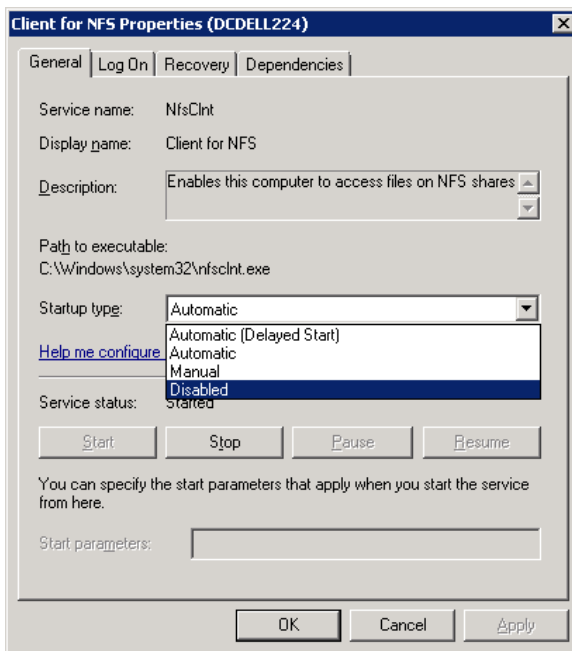 Client for NFS Properties (DCDELL224)
General Log On Recovery Dependencies
Service name: NfsClnt
Display name: Client for NFS
Description: Enables this computer to access files on NFS shares
Path to executable:
C:\Windows\system32\nfsclnt.exe
Startup type: Automatic
Automatic (Delayed Start)
Help me configure Automatic
Manual
Disabled
Service status: Started
Start Stop Pause Resume
You can specify the start parameters that apply when you start the service
from here.
Start parameters:
OK Cancel Apply